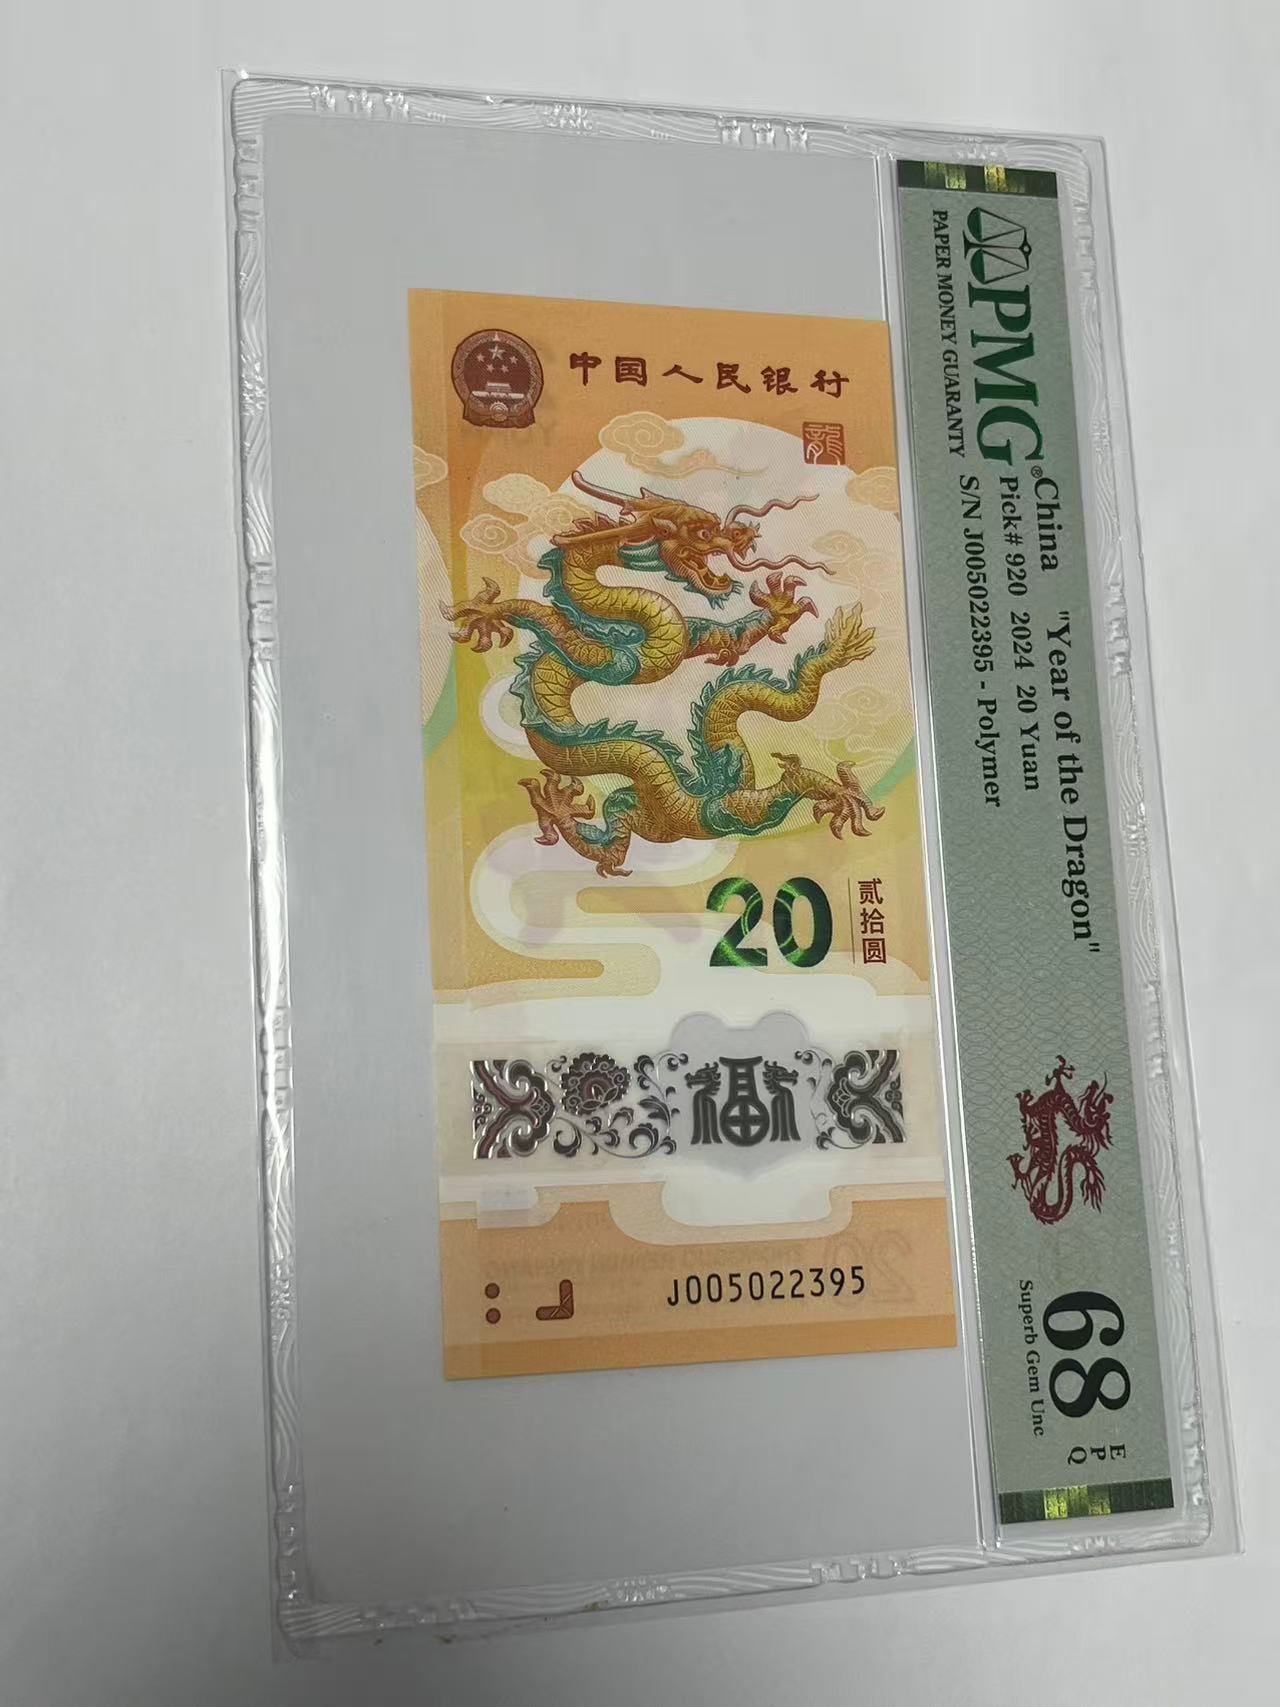 中国人民银行
龍
20
贰拾圆
福
J005022395
PMG®
PAPER MONEY GUARANTY
China "Year of the Dragon"
Pick# 920 2024 20 Yuan
S/N J005022395 - Polymer
68
EPQ
Superb Gem Unc